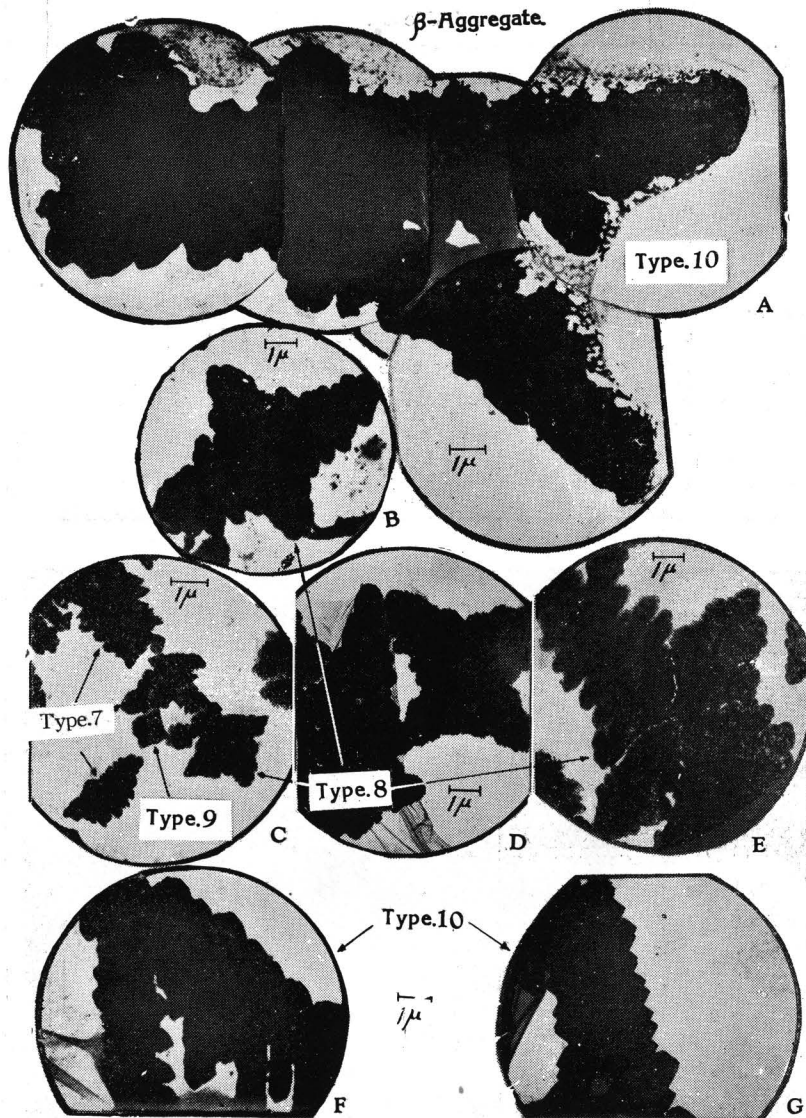 β-Aggregate.
Type.10
A
1μ
1μ
B
1μ
1μ
Type.7
Type.8
Type.9
C
1μ
D
E
Type.10
1μ
F
G